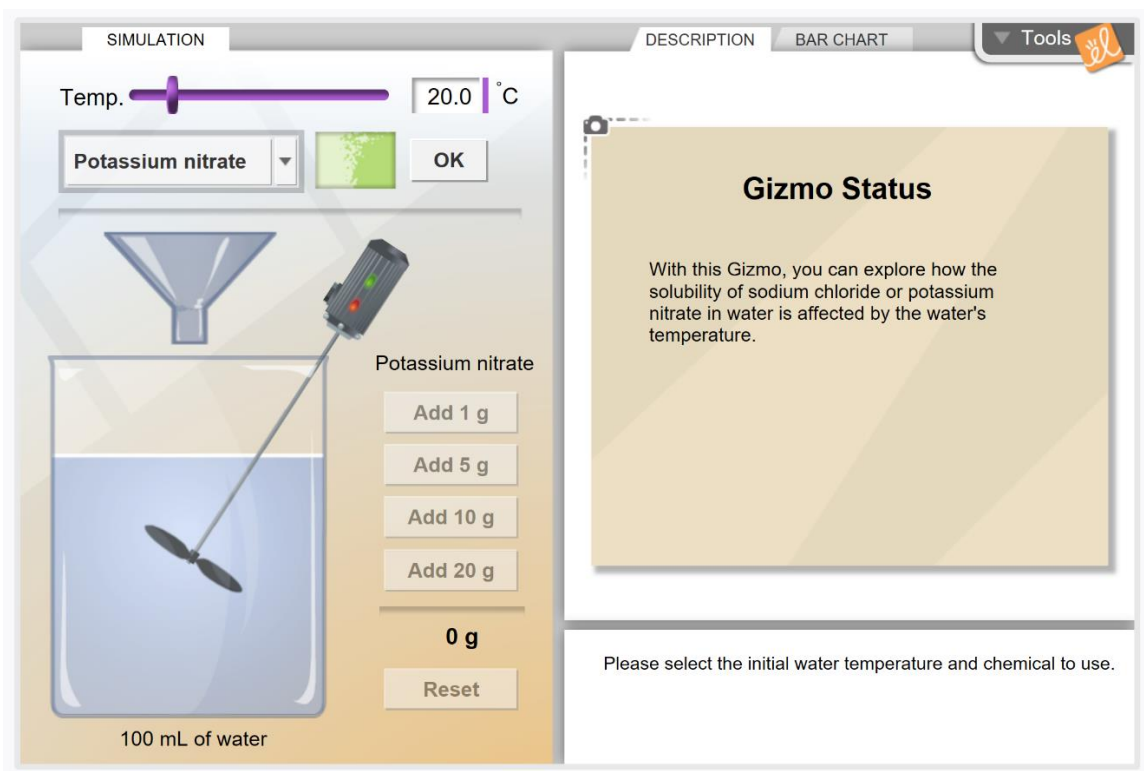 SIMULATION
DESCRIPTION
BAR CHART
Tools
Temp.
20.0 °C
Potassium nitrate
OK
Gizmo Status
With this Gizmo, you can explore how the
solubility of sodium chloride or potassium
nitrate in water is affected by the water's
temperature.
Potassium nitrate
Add 1 g
Add 5 g
Add 10 g
Add 20 g
0 g
Reset
100 mL of water
Please select the initial water temperature and chemical to use.